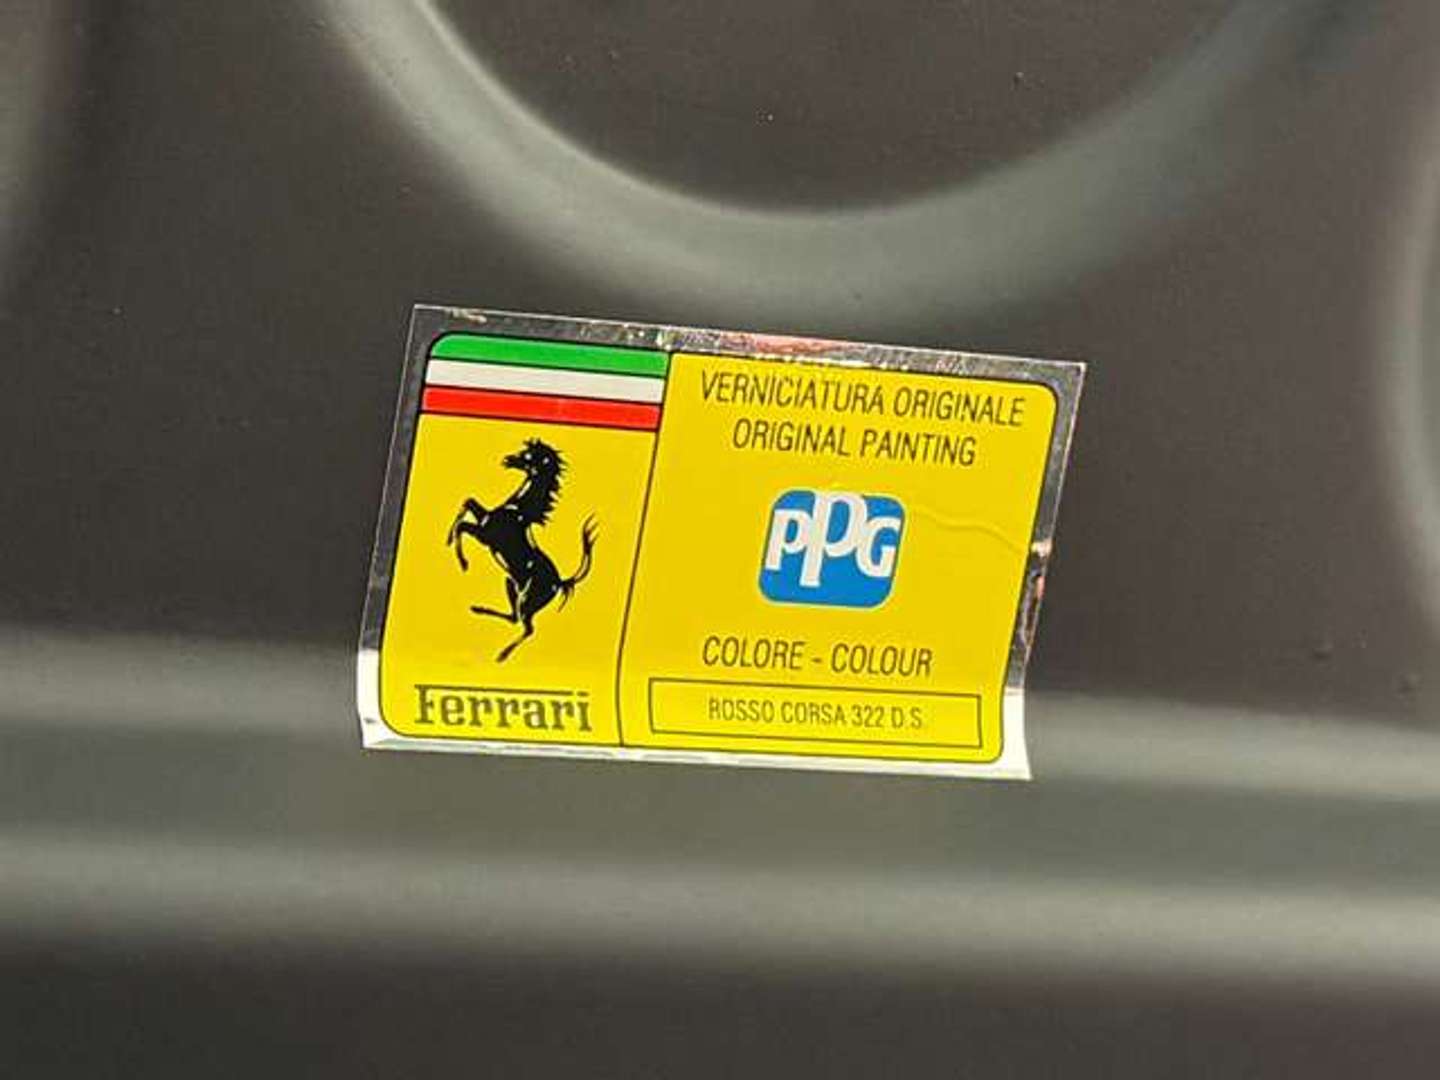 VERNICIATURA ORIGINALE
ORIGINAL PAINTING
PPG
COLORE - COLOUR
ROSSO CORSA 322 D.S.
Ferrari